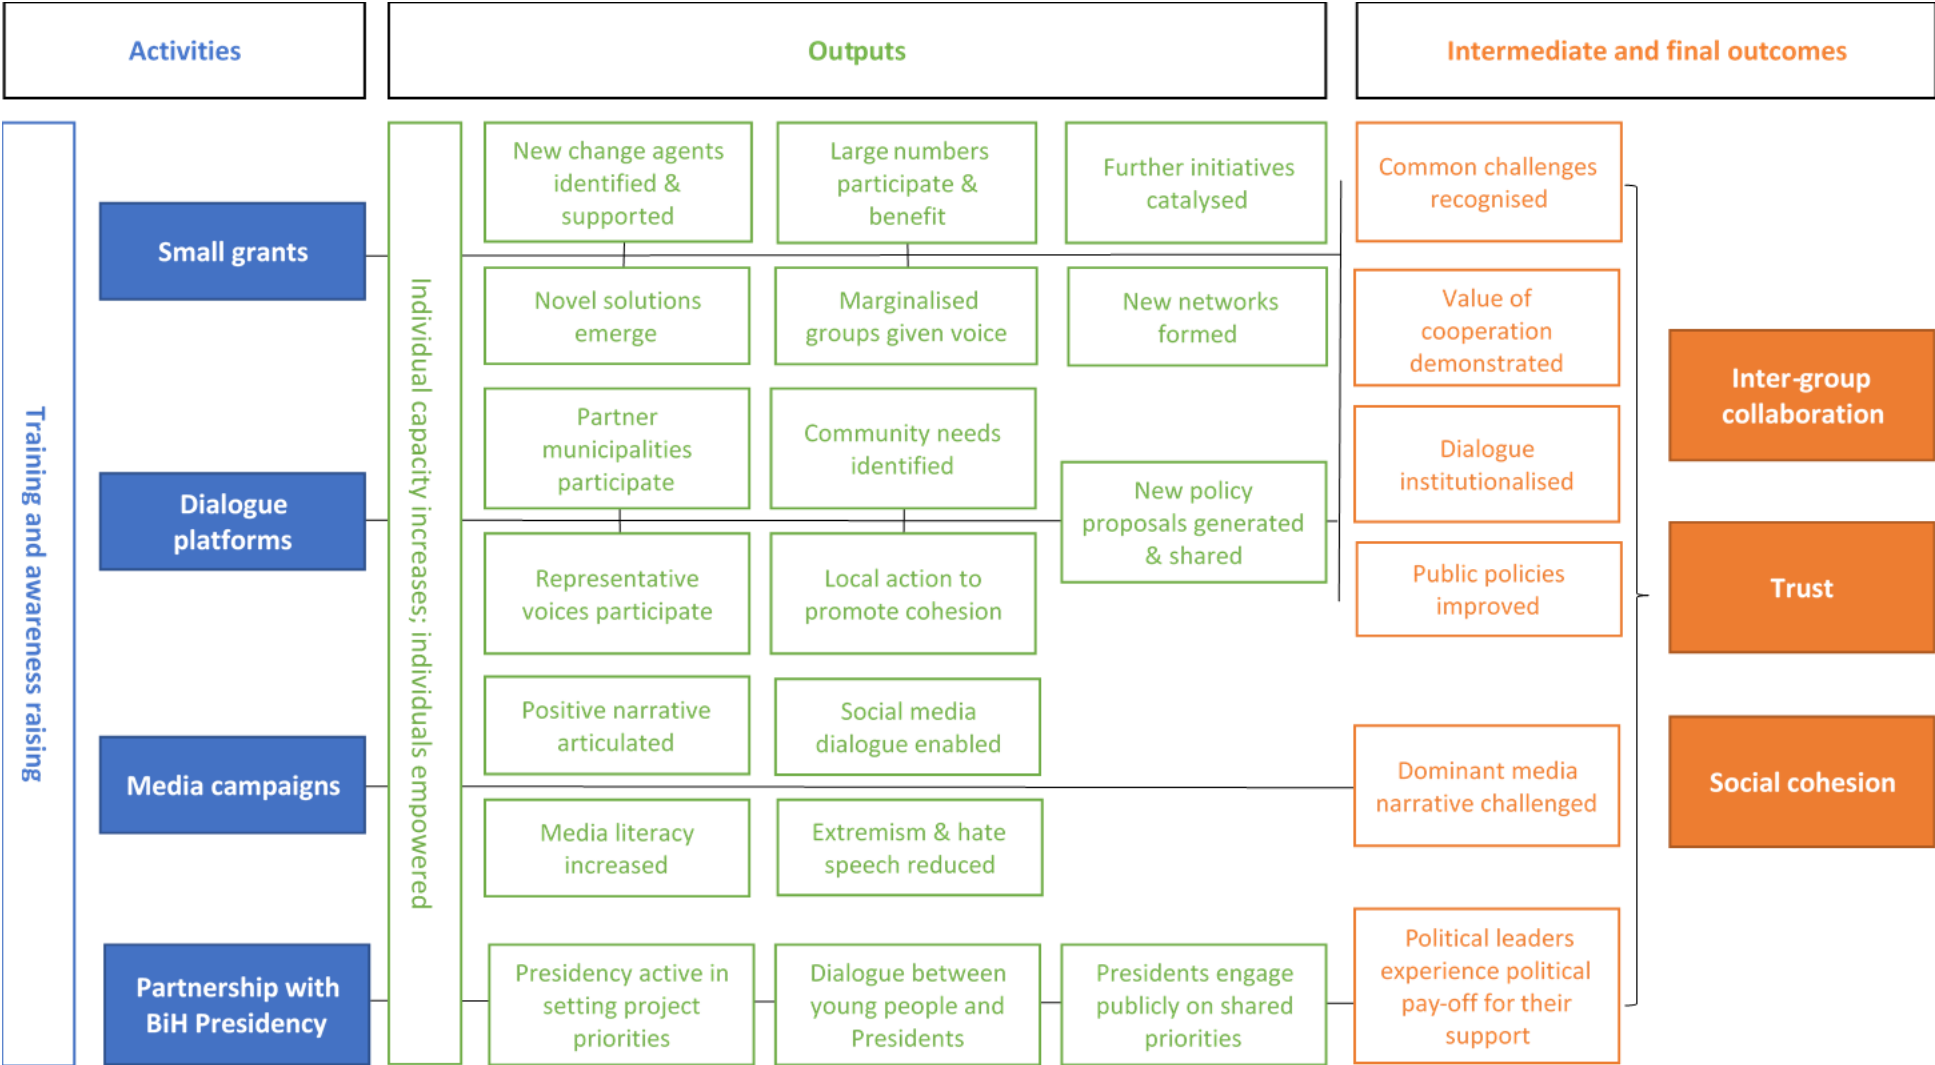 Activities
Outputs
Intermediate and final outcomes
Training and awareness raising
Small grants
Dialogue
platforms
Media campaigns
Partnership with
BiH Presidency
Individual capacity increases; individuals empowered
New change agents
identified &
supported
Large numbers
participate &
benefit
Further initiatives
catalysed
Novel solutions
emerge
Marginalised
groups given voice
New networks
formed
Partner
municipalities
participate
Community needs
identified
New policy
proposals generated
& shared
Representative
voices participate
Local action to
promote cohesion
Positive narrative
articulated
Social media
dialogue enabled
Media literacy
increased
Extremism & hate
speech reduced
Presidency active in
setting project
priorities
Dialogue between
young people and
Presidents
Presidents engage
publicly on shared
priorities
Common challenges
recognised
Value of
cooperation
demonstrated
Dialogue
institutionalised
Public policies
improved
Dominant media
narrative challenged
Political leaders
experience political
pay-off for their
support
Inter-group
collaboration
Trust
Social cohesion